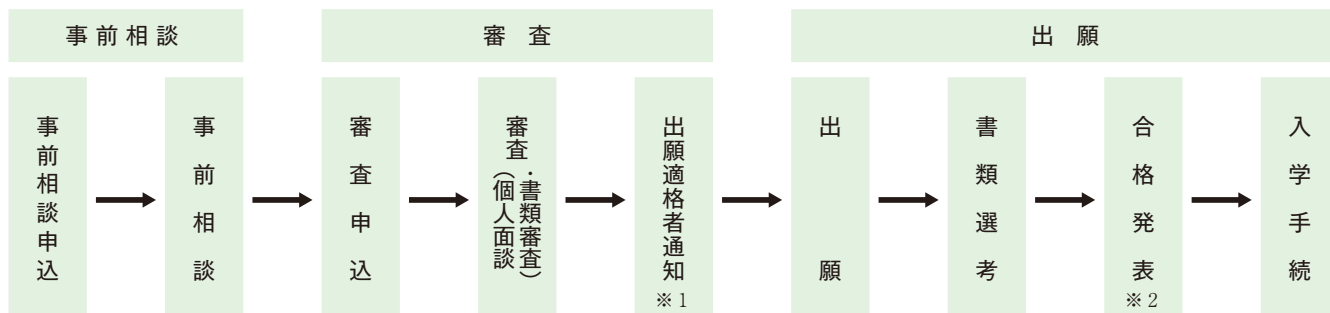 事前相談
審査
出願
事前相談申込
事前相談
審査申込
審査
（個人面談
・書類審査）
出願適格者通知
※1
出願
書類選考
合格発表
※2
入学手続